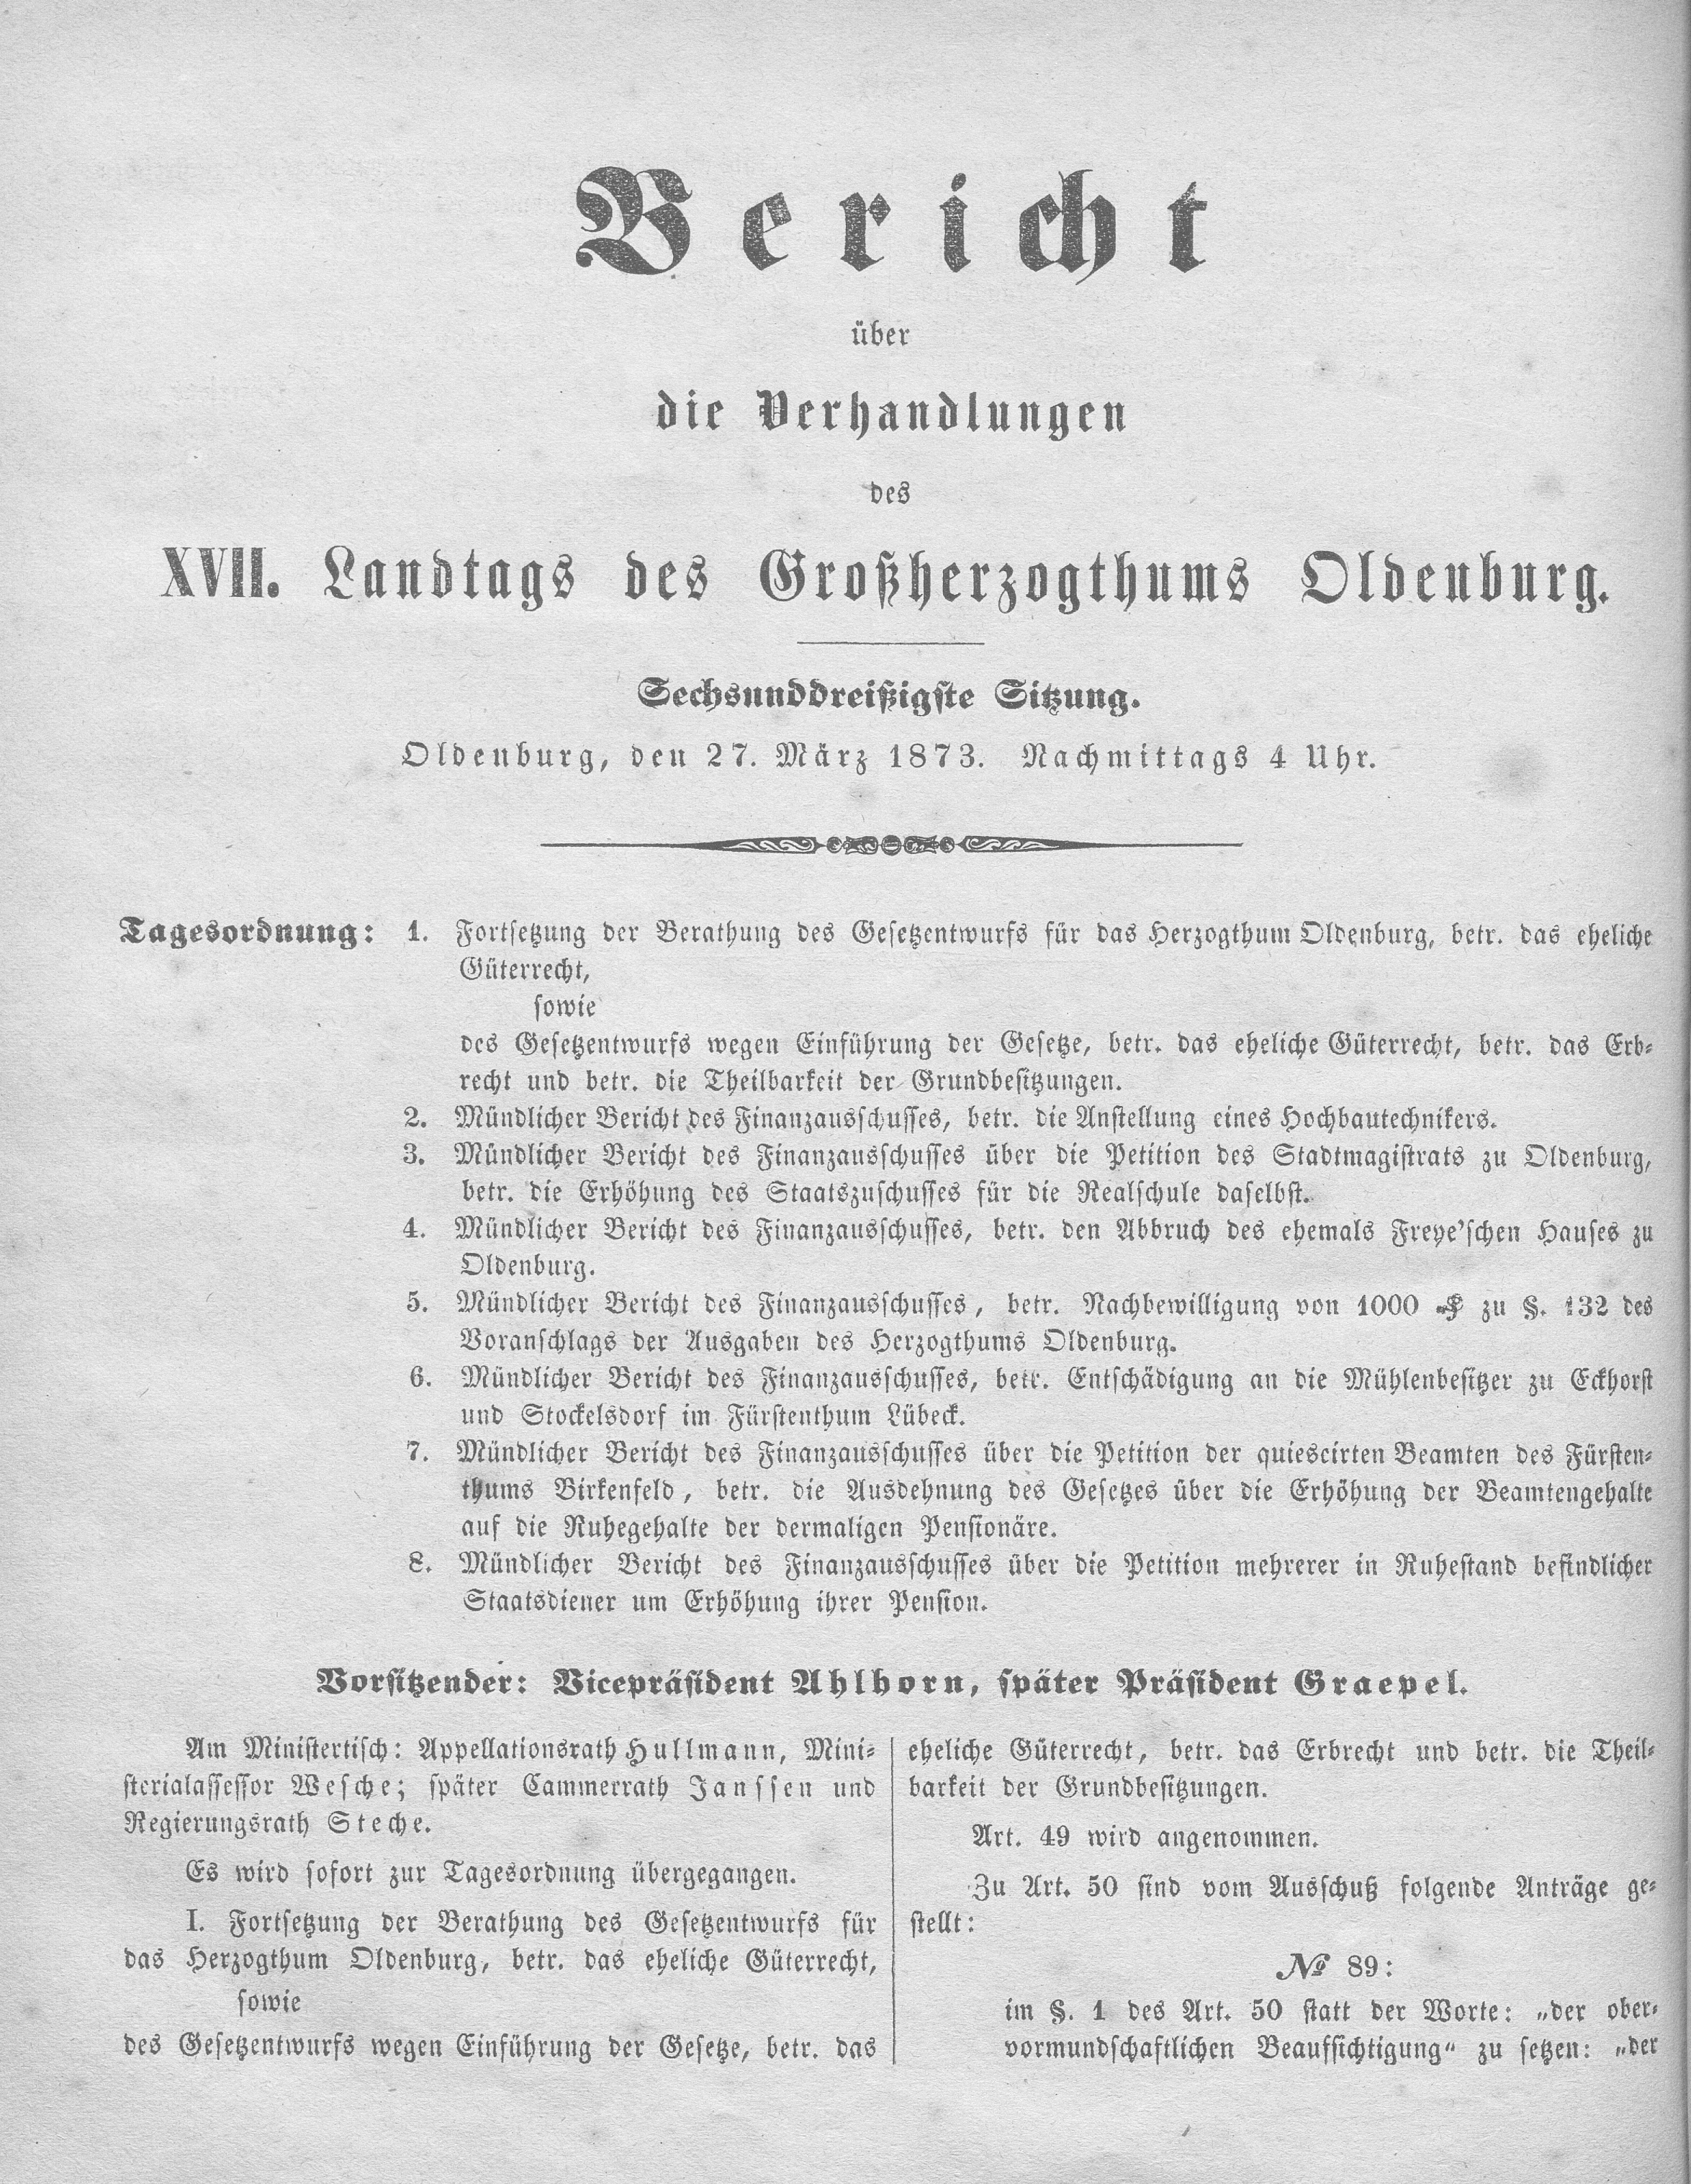 Bericht
über
die Verhandlungen
des
XVII. Landtags des Großherzogthums Oldenburg.
Sechsunddreißigste Sitzung.
Oldenburg, den 27. März 1873. Nachmittags 4 Uhr.
Tagesordnung: 1. Fortsetzung der Berathung des Gesetzentwurfs für das Herzogthum Oldenburg, betr. das eheliche
Güterrecht,
sowie
des Gesetzentwurfs wegen Einführung der Gesetze, betr. das eheliche Güterrecht, betr. das Erb-
recht und betr. die Theilbarkeit der Grundbesitzungen.
2. Mündlicher Bericht des Finanzausschusses, betr. die Anstellung eines Hochbautechnikers.
3. Mündlicher Bericht des Finanzausschusses über die Petition des Stadtmagistrats zu Oldenburg,
betr. die Erhöhung des Staatszuschusses für die Realschule daselbst.
4. Mündlicher Bericht des Finanzausschusses, betr. den Abbruch des ehemals Freye'schen Hauses zu
Oldenburg.
5. Mündlicher Bericht des Finanzausschusses, betr. Nachbewilligung von 1000 ₰ zu §. 132 des
Voranschlags der Ausgaben des Herzogthums Oldenburg.
6. Mündlicher Bericht des Finanzausschusses, betr. Entschädigung an die Mühlenbesitzer zu Eckhorst
und Stockelsdorf im Fürstenthum Lübeck.
7. Mündlicher Bericht des Finanzausschusses über die Petition der quiescirten Beamten des Fürsten-
thums Birkenfeld, betr. die Ausdehnung des Gesetzes über die Erhöhung der Beamtengehalte
auf die Ruhegehalte der dermaligen Pensionäre.
8. Mündlicher Bericht des Finanzausschusses über die Petition mehrerer in Ruhestand befindlicher
Staatsdiener um Erhöhung ihrer Pension.
Vorsitzender: Vicepräsident Ahlhorn, später Präsident Graepel.
Am Ministertisch: Appellationsrath Hullmann, Mini-
sterialassessor Wesche; später Cammerrath Janssen und
Regierungsrath Steche.
Es wird sofort zur Tagesordnung übergegangen.
I. Fortsetzung der Berathung des Gesetzentwurfs für
das Herzogthum Oldenburg, betr. das eheliche Güterrecht,
sowie
des Gesetzentwurfs wegen Einführung der Gesetze, betr. das
eheliche Güterrecht, betr. das Erbrecht und betr. die Theil-
barkeit der Grundbesitzungen.
Art. 49 wird angenommen.
Zu Art. 50 sind vom Ausschuß folgende Anträge ge-
stellt:
№ 89:
im §. 1 des Art. 50 statt der Worte: „der ober-
vormundschaftlichen Beaufsichtigung“ zu setzen: „der